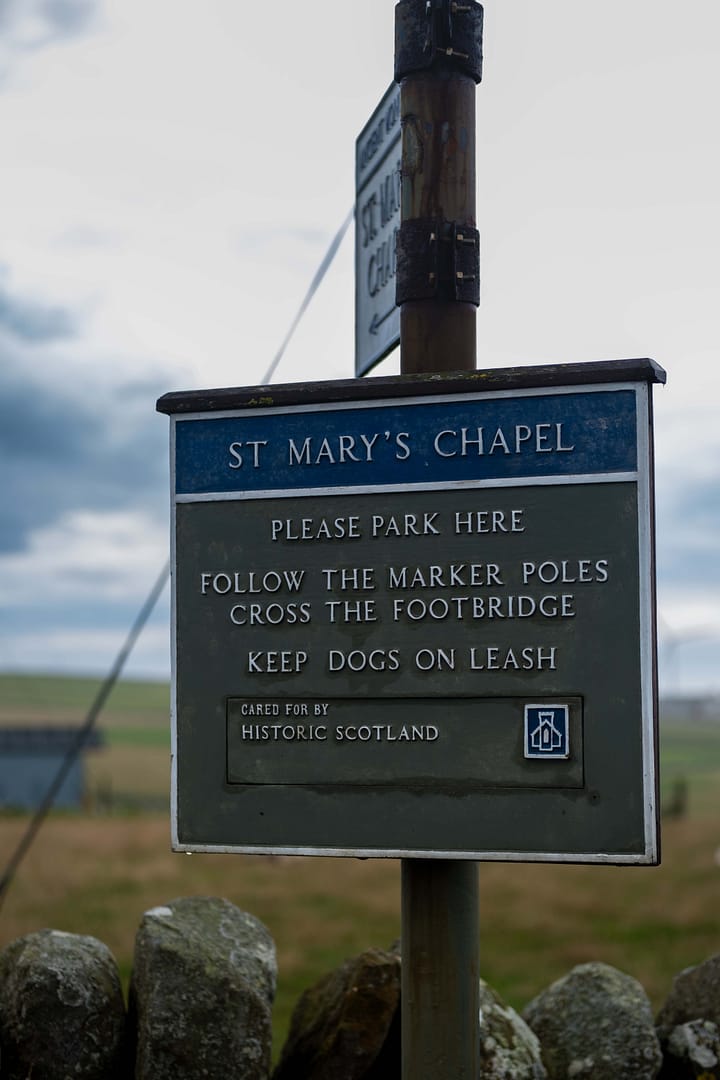 ST MARY'S CHAPEL
PLEASE PARK HERE
FOLLOW THE MARKER POLES
CROSS THE FOOTBRIDGE
KEEP DOGS ON LEASH
CARED FOR BY
HISTORIC SCOTLAND